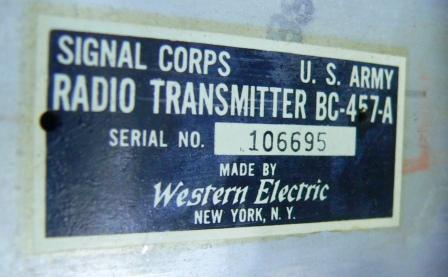 SIGNAL CORPS U. S. ARMY
RADIO TRANSMITTER BC-457-A
SERIAL NO. 106695
MADE BY
Western Electric
NEW YORK, N. Y.